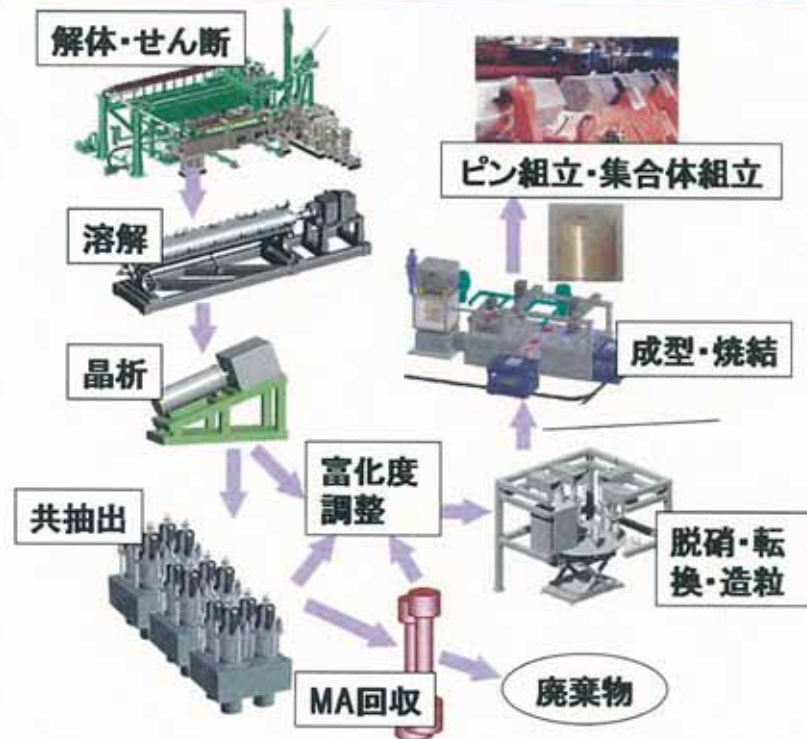 解体・せん断
ピン組立・集合体組立
溶解
成型・焼結
晶析
富化度
調整
共抽出
脱硝・転
換・造粒
MA回収
廃棄物